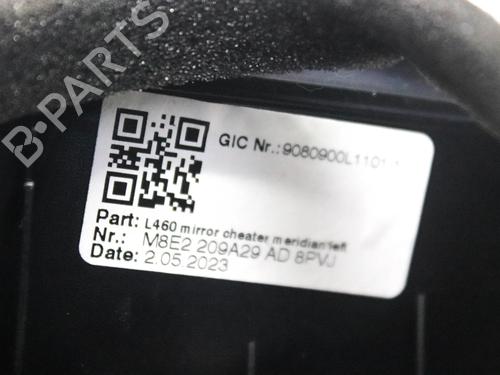 B-PARTS
GIC Nr.:9080900L1101
Part: L460 mirror cheater meridian left
Nr.: M8E2 209A29 AD 8PVJ
Date: 2.05.2023